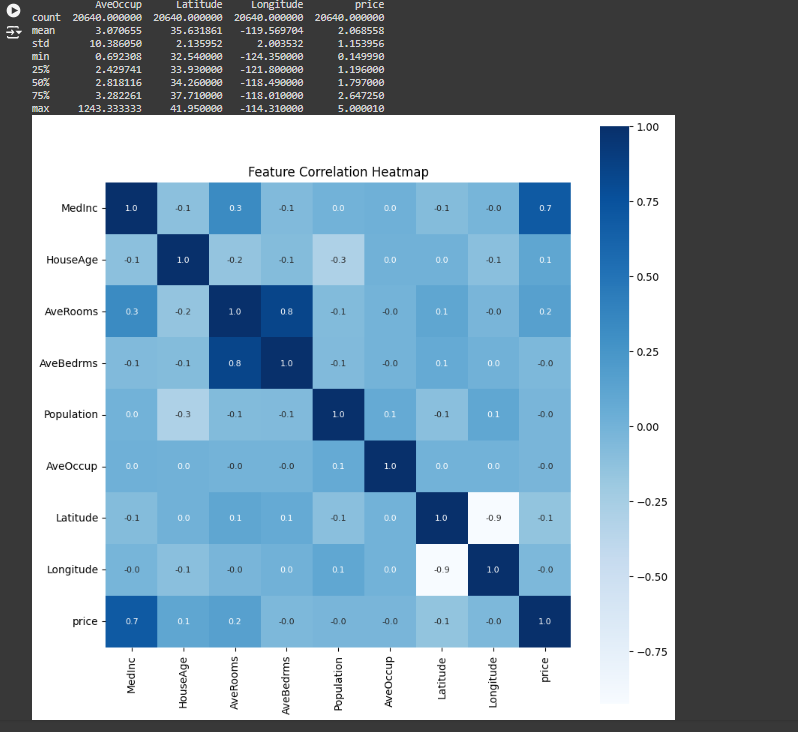 AveOccup Latitude Longitude price
count 20640.000000 20640.000000 20640.000000 20640.000000
mean 3.070655 35.631861 -119.569704 2.068558
std 10.386050 2.135952 2.003532 1.153956
min 0.692308 32.540000 -124.350000 0.149990
25% 2.429741 33.930000 -121.800000 1.196000
50% 2.818116 34.260000 -118.490000 1.797000
75% 3.282261 37.710000 -118.010000 2.647250
max 1243.333333 41.950000 -114.310000 5.000010
Feature Correlation Heatmap
MedInc 1.0 -0.1 0.3 -0.1 0.0 0.0 -0.1 -0.0 0.7
HouseAge -0.1 1.0 -0.2 -0.1 -0.3 0.0 0.0 -0.1 0.1
AveRooms 0.3 -0.2 1.0 0.8 -0.1 -0.0 0.1 -0.0 0.2
AveBedrms -0.1 -0.1 0.8 1.0 -0.1 -0.0 0.1 0.0 -0.0
Population 0.0 -0.3 -0.1 -0.1 1.0 0.1 -0.1 0.1 -0.0
AveOccup 0.0 0.0 -0.0 -0.0 0.1 1.0 0.0 0.0 -0.0
Latitude -0.1 0.0 0.1 0.1 -0.1 0.0 1.0 -0.9 -0.1
Longitude -0.0 -0.1 -0.0 0.0 0.1 0.0 -0.9 1.0 -0.0
price 0.7 0.1 0.2 -0.0 -0.0 -0.0 -0.1 -0.0 1.0
MedInc
HouseAge
AveRooms
AveBedrms
Population
AveOccup
Latitude
Longitude
price
1.00
0.75
0.50
0.25
0.00
−0.25
−0.50
−0.75